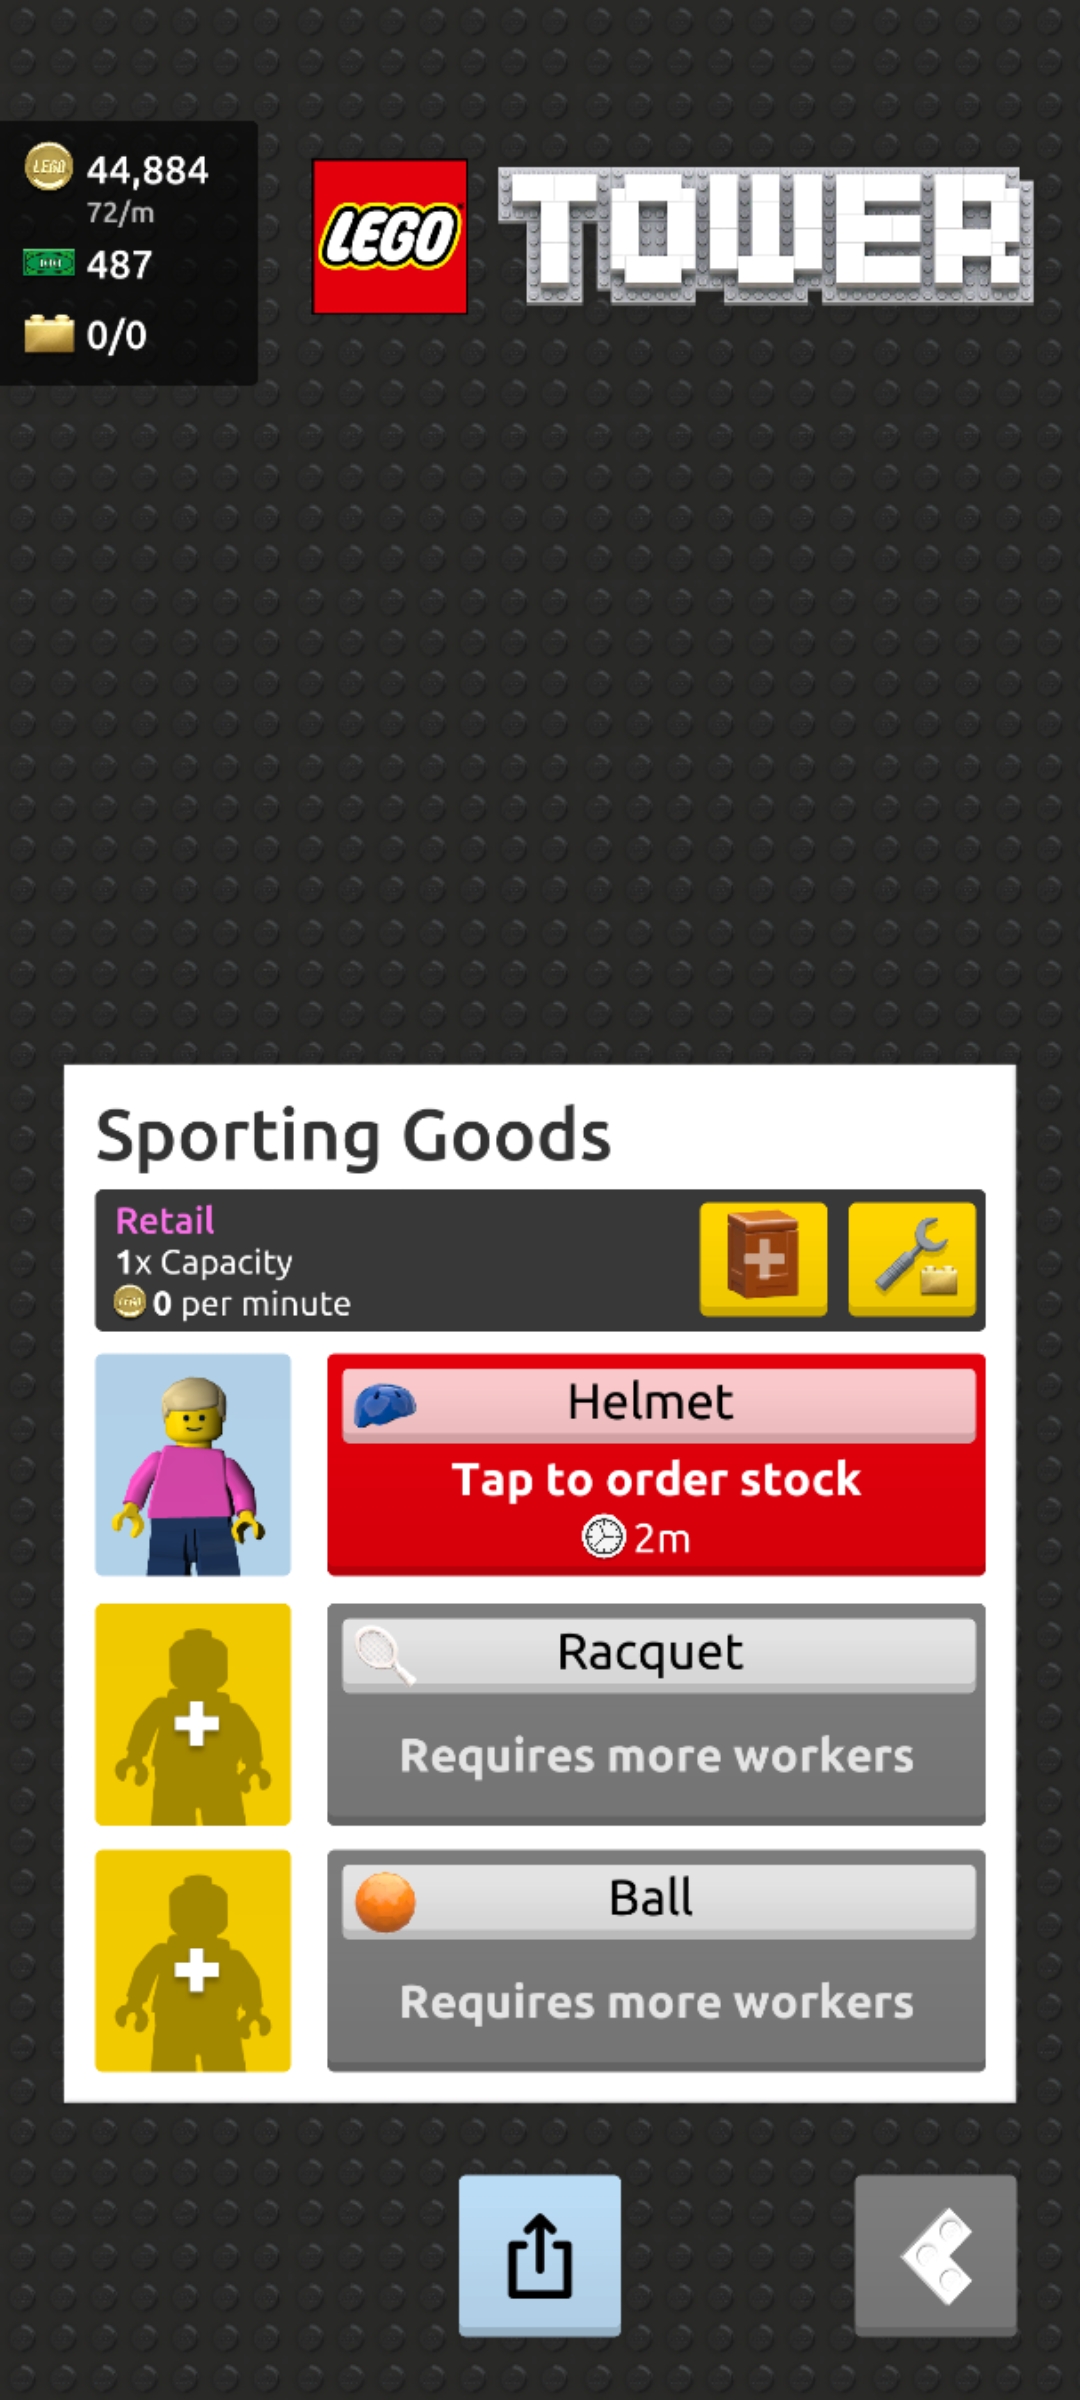 44,884
72/m
487
0/0
LEGO
TOWER
Sporting Goods
Retail
1x Capacity
0 per minute
Helmet
Tap to order stock
2m
Racquet
Requires more workers
Ball
Requires more workers